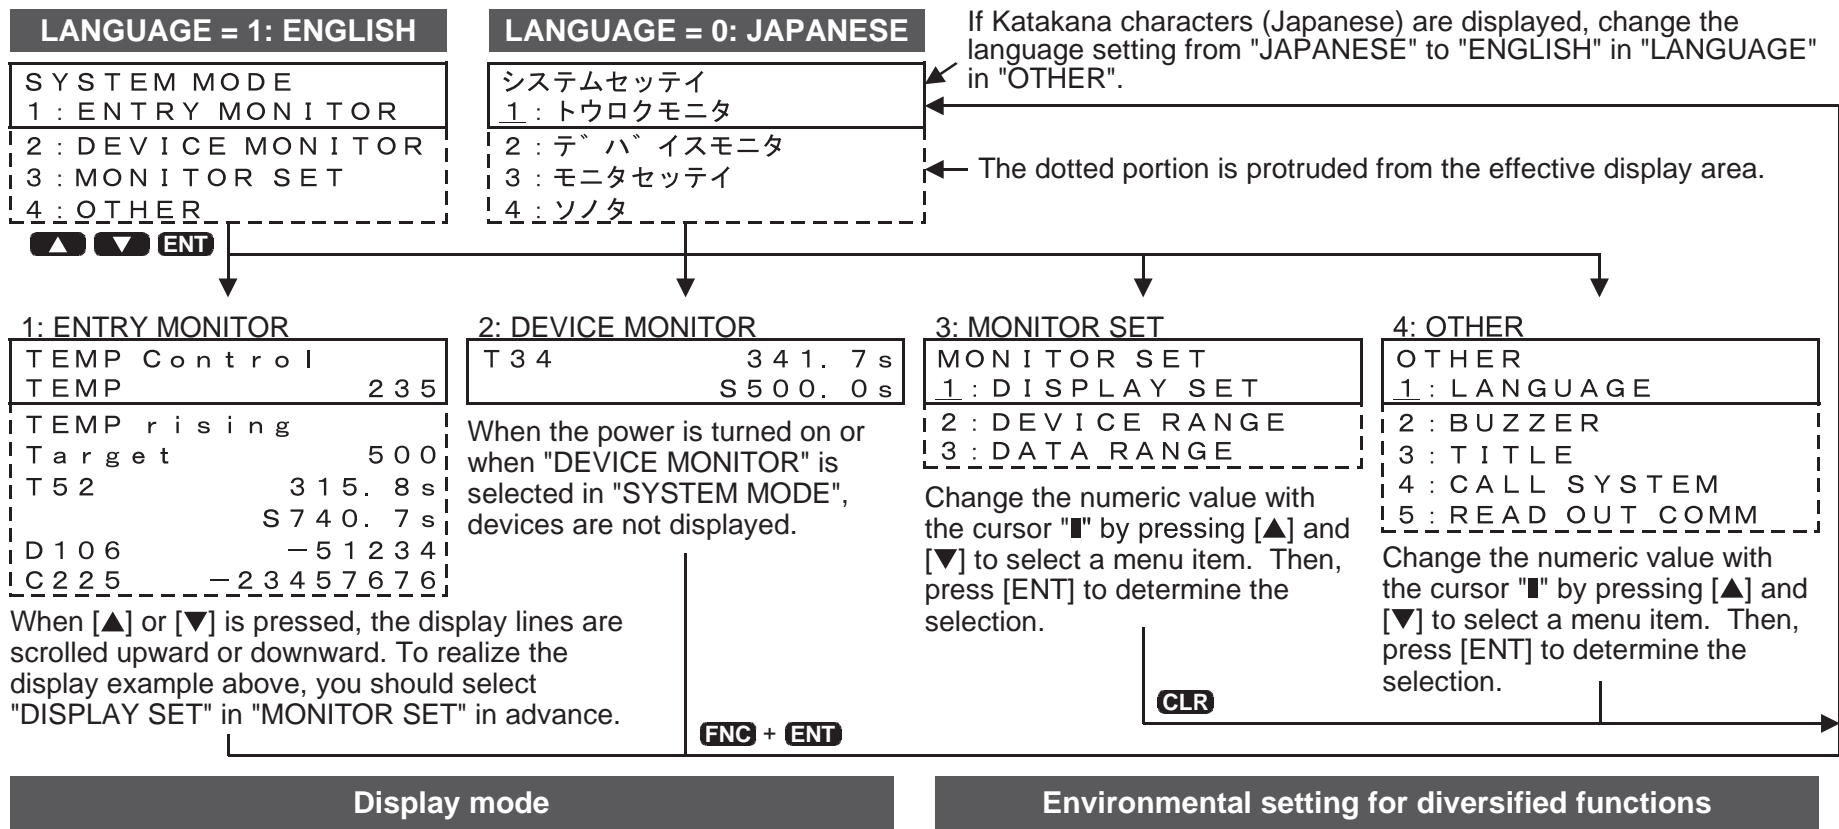 LANGUAGE = 1: ENGLISH
SYSTEM MODE
1:ENTRY MONITOR
2:DEVICE MONITOR
3:MONITOR SET
4:OTHER
LANGUAGE = 0: JAPANESE
システムセッテイ
1:トウロクモニタ
2:デバイスモニタ
3:モニタセッテイ
4:ソノタ
If Katakana characters (Japanese) are displayed, change the
language setting from "JAPANESE" to "ENGLISH" in "LANGUAGE"
in "OTHER".
The dotted portion is protruded from the effective display area.
▲ ▼ ENT
1: ENTRY MONITOR
TEMP Control
TEMP 235
TEMP rising
Target 500
T52 315. 8s
S740. 7s
D106 −51234
C225 −23457676
When [▲] or [▼] is pressed, the display lines are
scrolled upward or downward. To realize the
display example above, you should select
"DISPLAY SET" in "MONITOR SET" in advance.
2: DEVICE MONITOR
T34 341. 7s
S500. 0s
When the power is turned on or
when "DEVICE MONITOR" is
selected in "SYSTEM MODE",
devices are not displayed.
FNC + ENT
3: MONITOR SET
MONITOR SET
1:DISPLAY SET
2:DEVICE RANGE
3:DATA RANGE
Change the numeric value with
the cursor "▮" by pressing [▲] and
[▼] to select a menu item. Then,
press [ENT] to determine the
selection.
CLR
4: OTHER
OTHER
1:LANGUAGE
2:BUZZER
3:TITLE
4:CALL SYSTEM
5:READ OUT COMM
Change the numeric value with
the cursor "▮" by pressing [▲] and
[▼] to select a menu item. Then,
press [ENT] to determine the
selection.
Display mode
Environmental setting for diversified functions